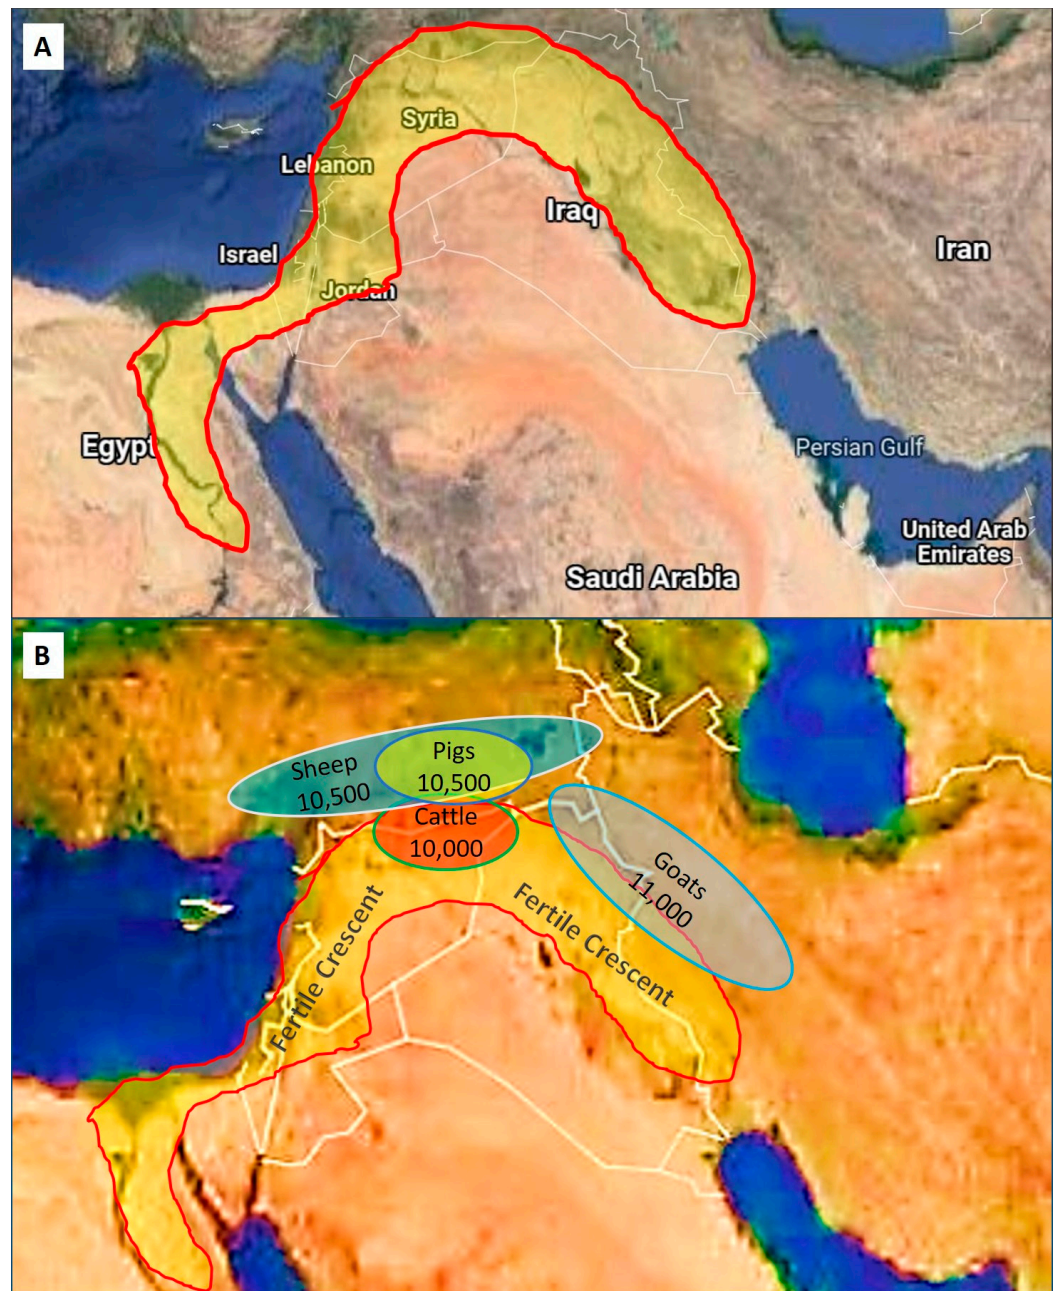 A
Syria
Lebanon
Iraq
Israel
Iran
Jordan
Egypt
Persian Gulf
United Arab
Emirates
Saudi Arabia
B
Sheep
10,500
Pigs
10,500
Cattle
10,000
Goats
11,000
Fertile Crescent
Fertile Crescent